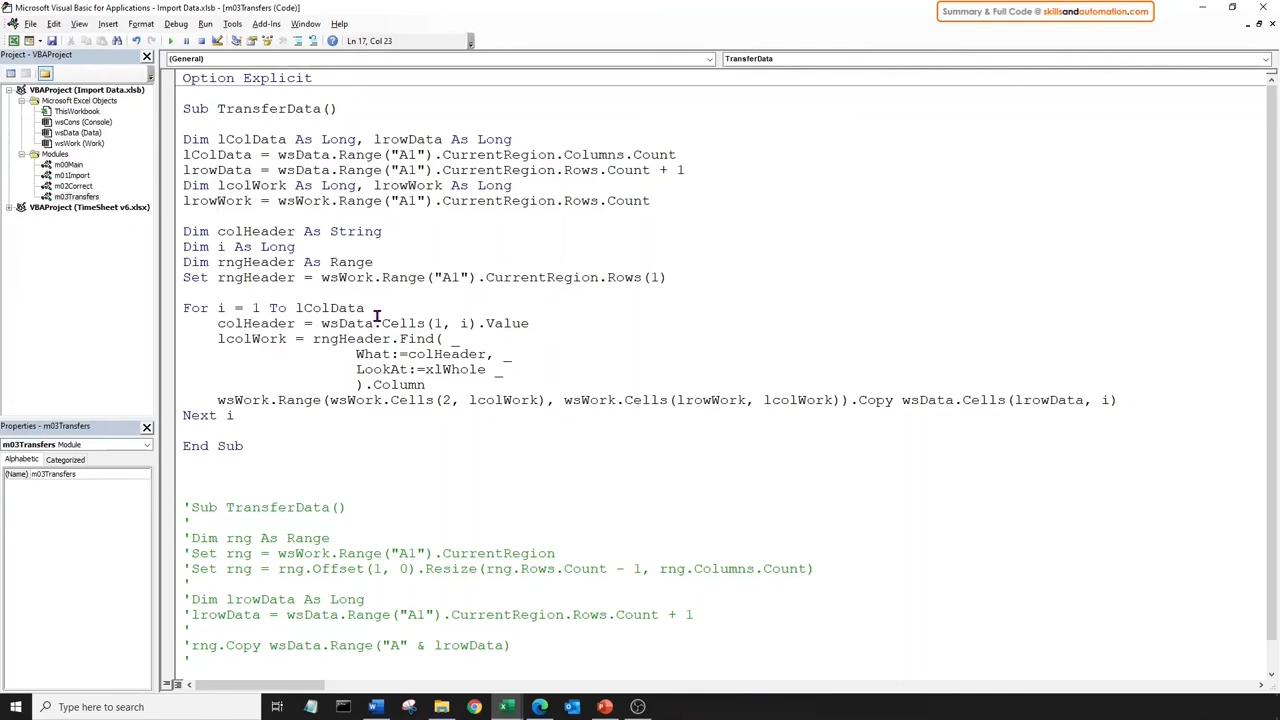 Microsoft Visual Basic for Applications - Import Data.xlsb - [m03Transfers (Code)]
Summary & Full Code @ skillsandautomation.com
File Edit View Insert Format Debug Run Tools Add-Ins Window Help
Ln 17, Col 23
Project - VBAProject
(General)
TransferData
VBAProject (Import Data.xlsb)
Microsoft Excel Objects
ThisWorkbook
wsCons (Console)
wsData (Data)
wsWork (Work)
Modules
m00Main
m01Import
m02Correct
m03Transfers
VBAProject (TimeSheet v6.xlsx)
Properties - m03Transfers
m03Transfers Module
Alphabetic Categorized
(Name) m03Transfers
Option Explicit
Sub TransferData()
Dim lColData As Long, lrowData As Long
lColData = wsData.Range("A1").CurrentRegion.Columns.Count
lrowData = wsData.Range("A1").CurrentRegion.Rows.Count + 1
Dim lcolWork As Long, lrowWork As Long
lrowWork = wsWork.Range("A1").CurrentRegion.Rows.Count
Dim colHeader As String
Dim i As Long
Dim rngHeader As Range
Set rngHeader = wsWork.Range("A1").CurrentRegion.Rows(1)
For i = 1 To lColData
colHeader = wsData.Cells(1, i).Value
lcolWork = rngHeader.Find( _
What:=colHeader, _
LookAt:=xlWhole _
).Column
wsWork.Range(wsWork.Cells(2, lcolWork), wsWork.Cells(lrowWork, lcolWork)).Copy wsData.Cells(lrowData, i)
Next i
End Sub
'Sub TransferData()
'
'Dim rng As Range
'Set rng = wsWork.Range("A1").CurrentRegion
'Set rng = rng.Offset(1, 0).Resize(rng.Rows.Count - 1, rng.Columns.Count)
'
'Dim lrowData As Long
'lrowData = wsData.Range("A1").CurrentRegion.Rows.Count + 1
'
'rng.Copy wsData.Range("A" & lrowData)
'
Type here to search